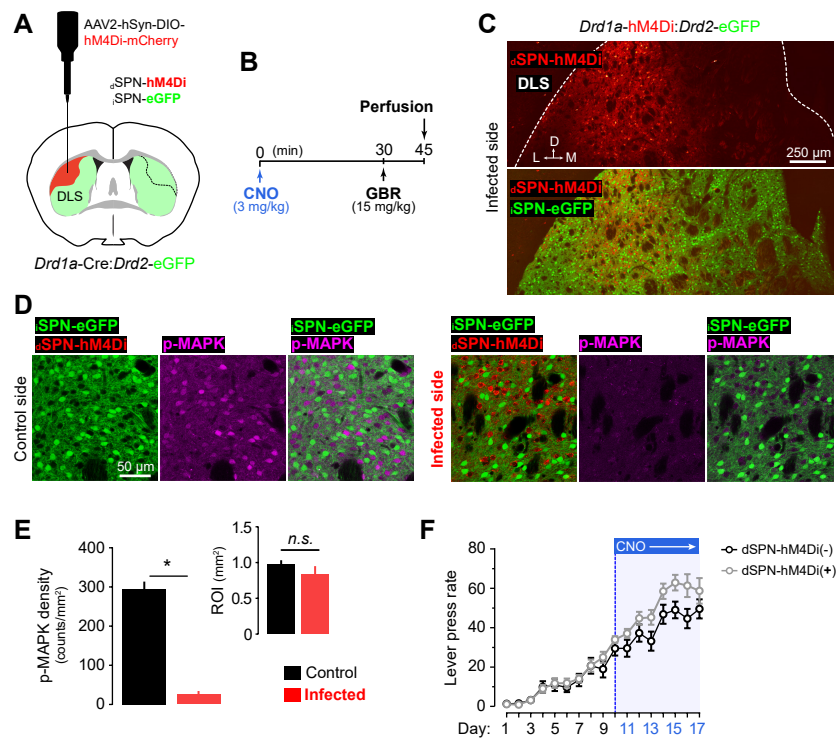 A
AAV2-hSyn-DIO-
hM4Di-mCherry
dSPN-hM4Di
iSPN-eGFP
DLS
Drd1a-Cre:Drd2-eGFP
B
Perfusion
0 (min) 30 45
CNO
(3 mg/kg)
GBR
(15 mg/kg)
C
Drd1a-hM4Di:Drd2-eGFP
Infected side
dSPN-hM4Di
DLS
D
L M
250 µm
dSPN-hM4Di
iSPN-eGFP
D
Control side
iSPN-eGFP
dSPN-hM4Di
50 µm
p-MAPK
iSPN-eGFP
p-MAPK
Infected side
iSPN-eGFP
dSPN-hM4Di
p-MAPK
iSPN-eGFP
p-MAPK
E
p-MAPK density
(counts/mm²)
400
300
200
100
0
*
ROI (mm²)
1.5
1.0
0.5
0
n.s.
Control
Infected
F
Lever press rate
80
60
40
20
0
CNO
dSPN-hM4Di(-)
dSPN-hM4Di(+)
Day: 1 3 5 7 9 11 13 15 17